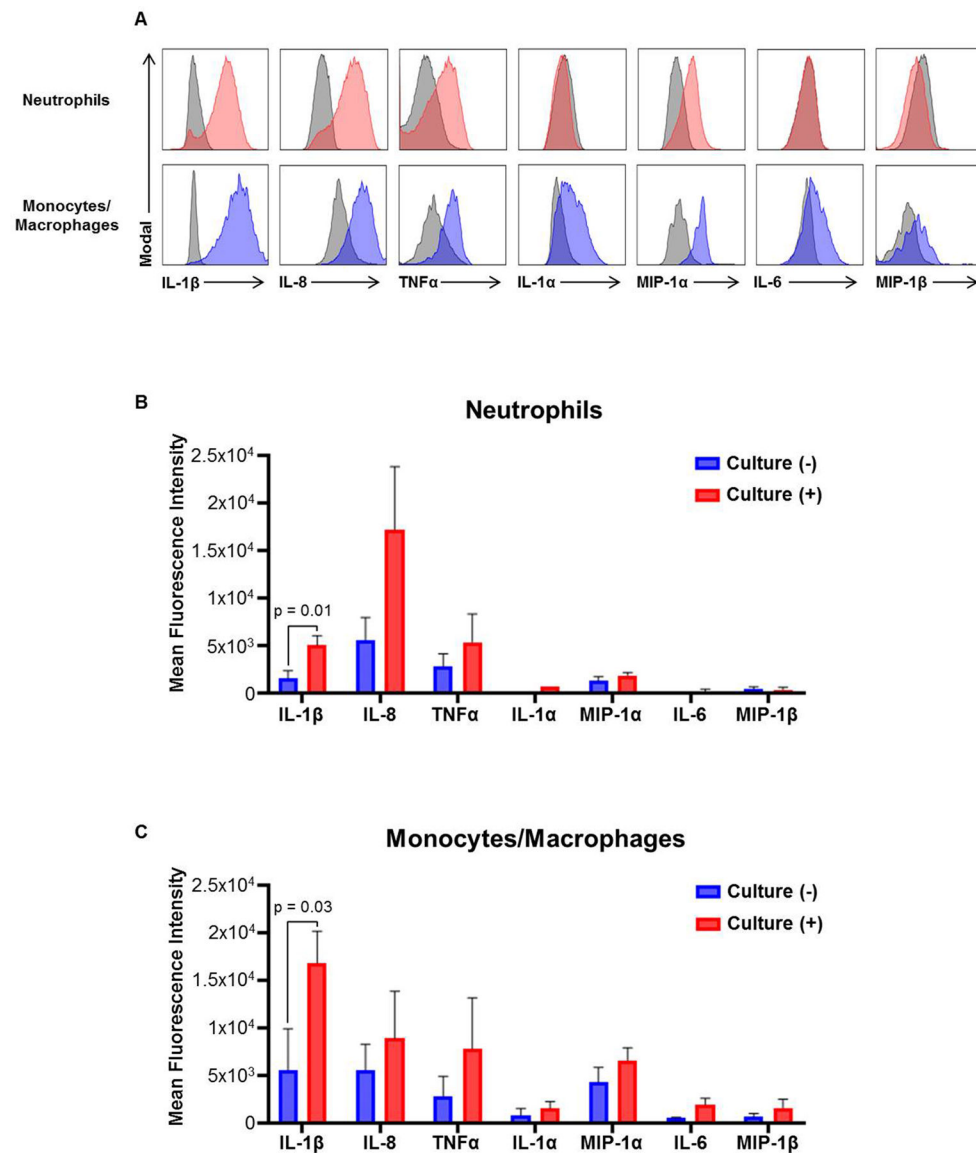 A
Neutrophils
Monocytes/
Macrophages
Modal
IL-1β IL-8 TNFα IL-1α MIP-1α IL-6 MIP-1β
B
Neutrophils
Mean Fluorescence Intensity
2.5x10⁴
2x10⁴
1.5x10⁴
1x10⁴
5x10³
0
Culture (-)
Culture (+)
p = 0.01
IL-1β IL-8 TNFα IL-1α MIP-1α IL-6 MIP-1β
C
Monocytes/Macrophages
Mean Fluorescence Intensity
2.5x10⁴
2x10⁴
1.5x10⁴
1x10⁴
5x10³
0
Culture (-)
Culture (+)
p = 0.03
IL-1β IL-8 TNFα IL-1α MIP-1α IL-6 MIP-1β